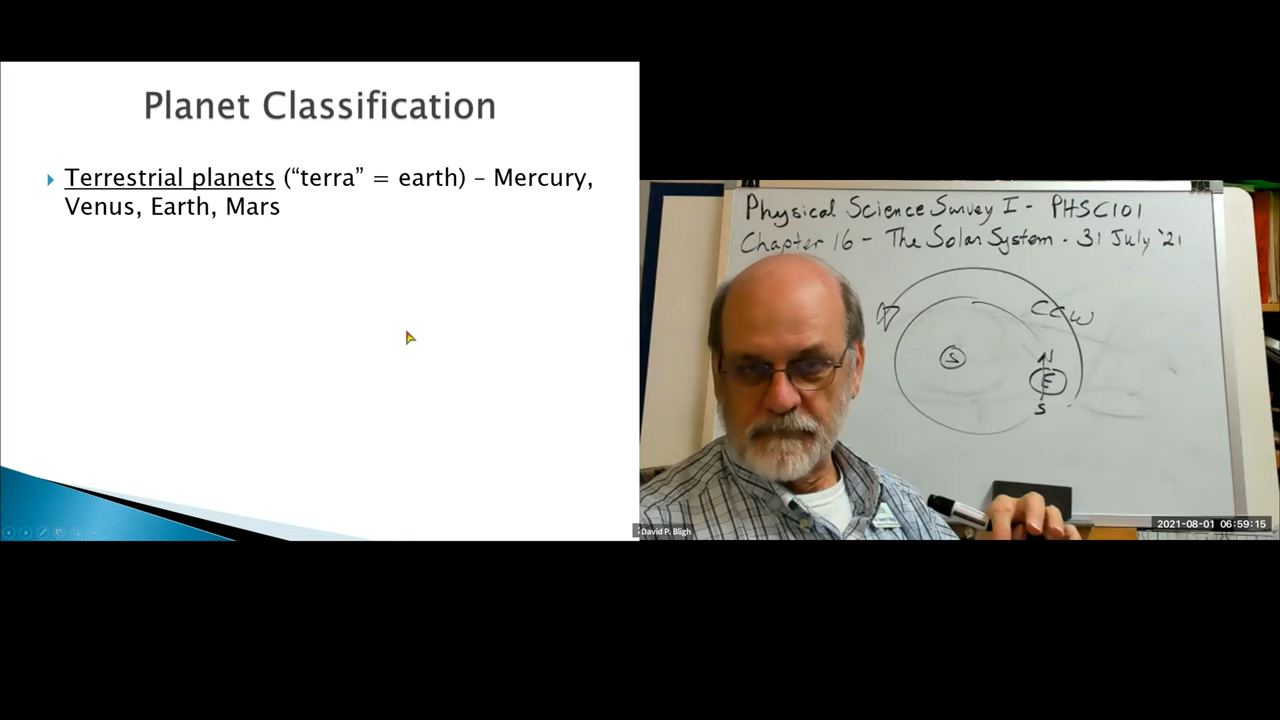 Planet Classification
Terrestrial planets (“terra” = earth) – Mercury,
Venus, Earth, Mars
Physical Science Survey I - PHSC101
Chapter 16 - The Solar System - 31 July '21
CCW
S
N
E
S
David P. Bligh
2021-08-01 06:59:15